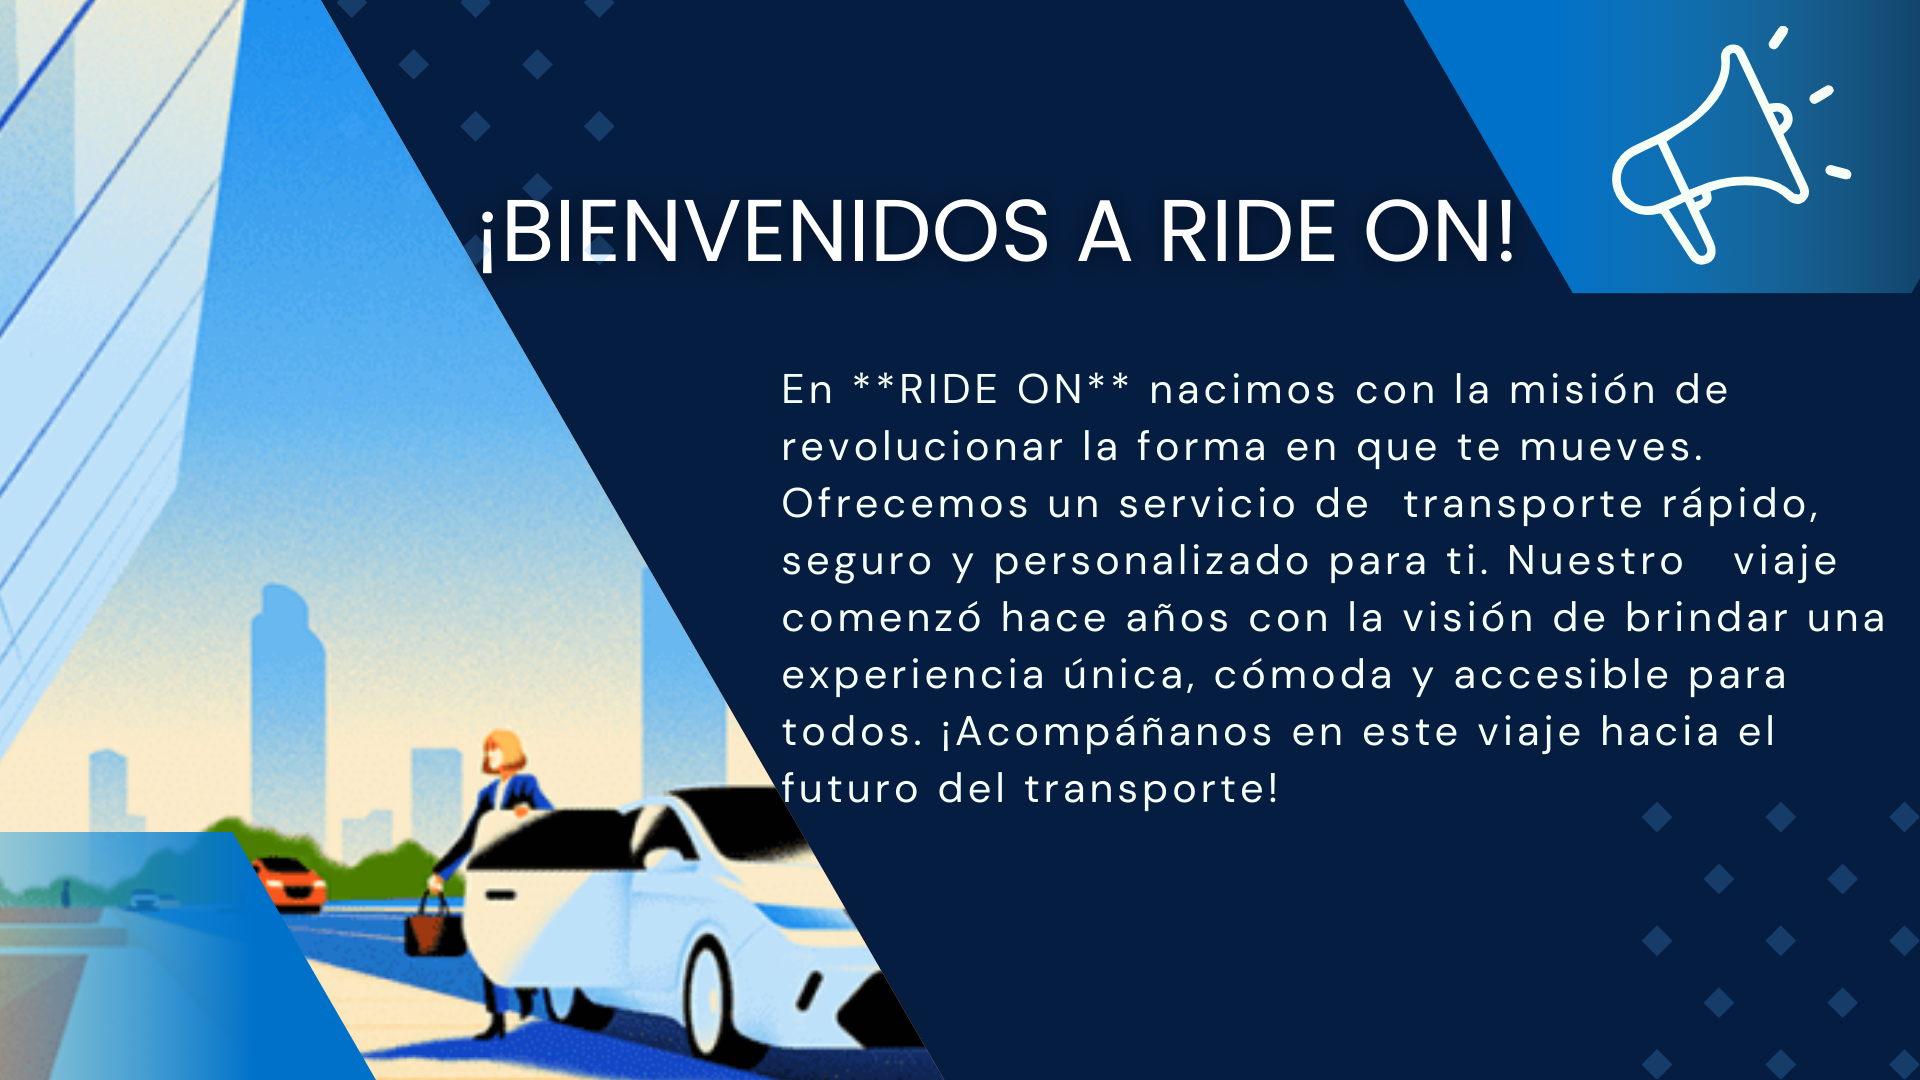 ¡BIENVENIDOS A RIDE ON!
En **RIDE ON** nacimos con la misión de
revolucionar la forma en que te mueves.
Ofrecemos un servicio de  transporte rápido,
seguro y personalizado para ti. Nuestro   viaje
comenzó hace años con la visión de brindar una
experiencia única, cómoda y accesible para
todos. ¡Acompáñanos en este viaje hacia el
futuro del transporte!